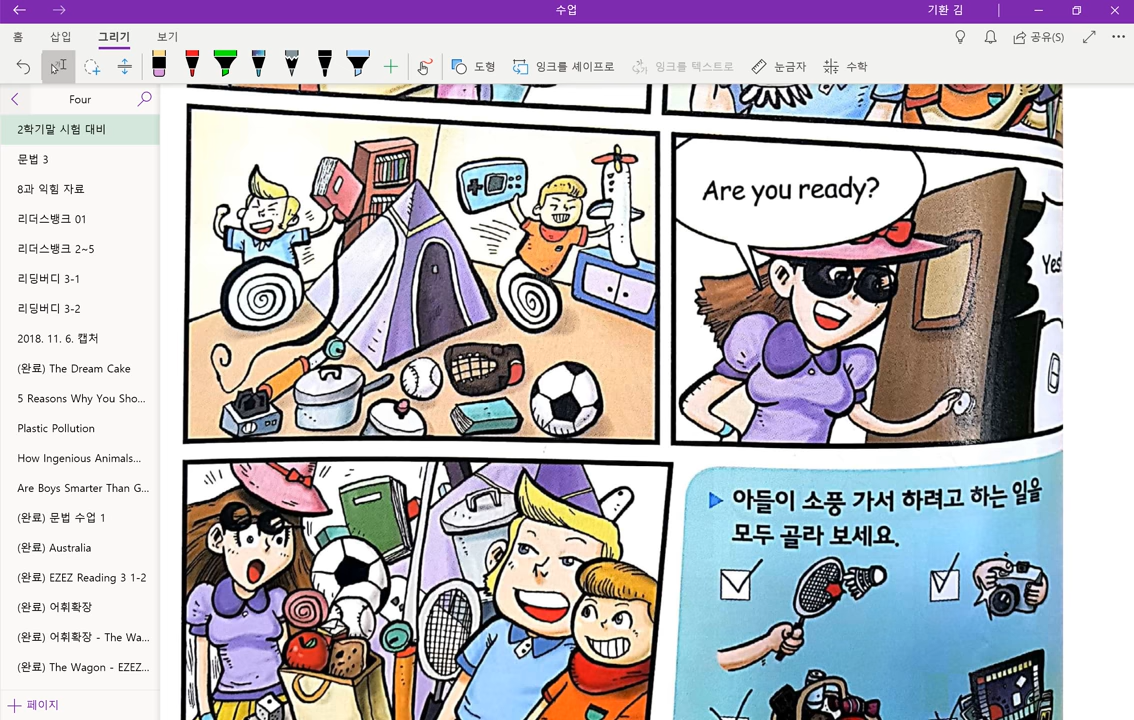 수업
기환 김
홈
삽입
그리기
보기
공유(S)
도형
잉크를 셰이프로
잉크를 텍스트로
눈금자
수학
Four
2학기말 시험 대비
문법 3
8과 익힘 자료
리더스뱅크 01
리더스뱅크 2~5
리딩버디 3-1
리딩버디 3-2
2018. 11. 6. 캡처
(완료) The Dream Cake
5 Reasons Why You Sho...
Plastic Pollution
How Ingenious Animals...
Are Boys Smarter Than G...
(완료) 문법 수업 1
(완료) Australia
(완료) EZEZ Reading 3 1-2
(완료) 어휘확장
(완료) 어휘확장 - The Wa...
(완료) The Wagon - EZEZ...
페이지
Are you ready?
Yes!
아들이 소풍 가서 하려고 하는 일을
모두 골라 보세요.